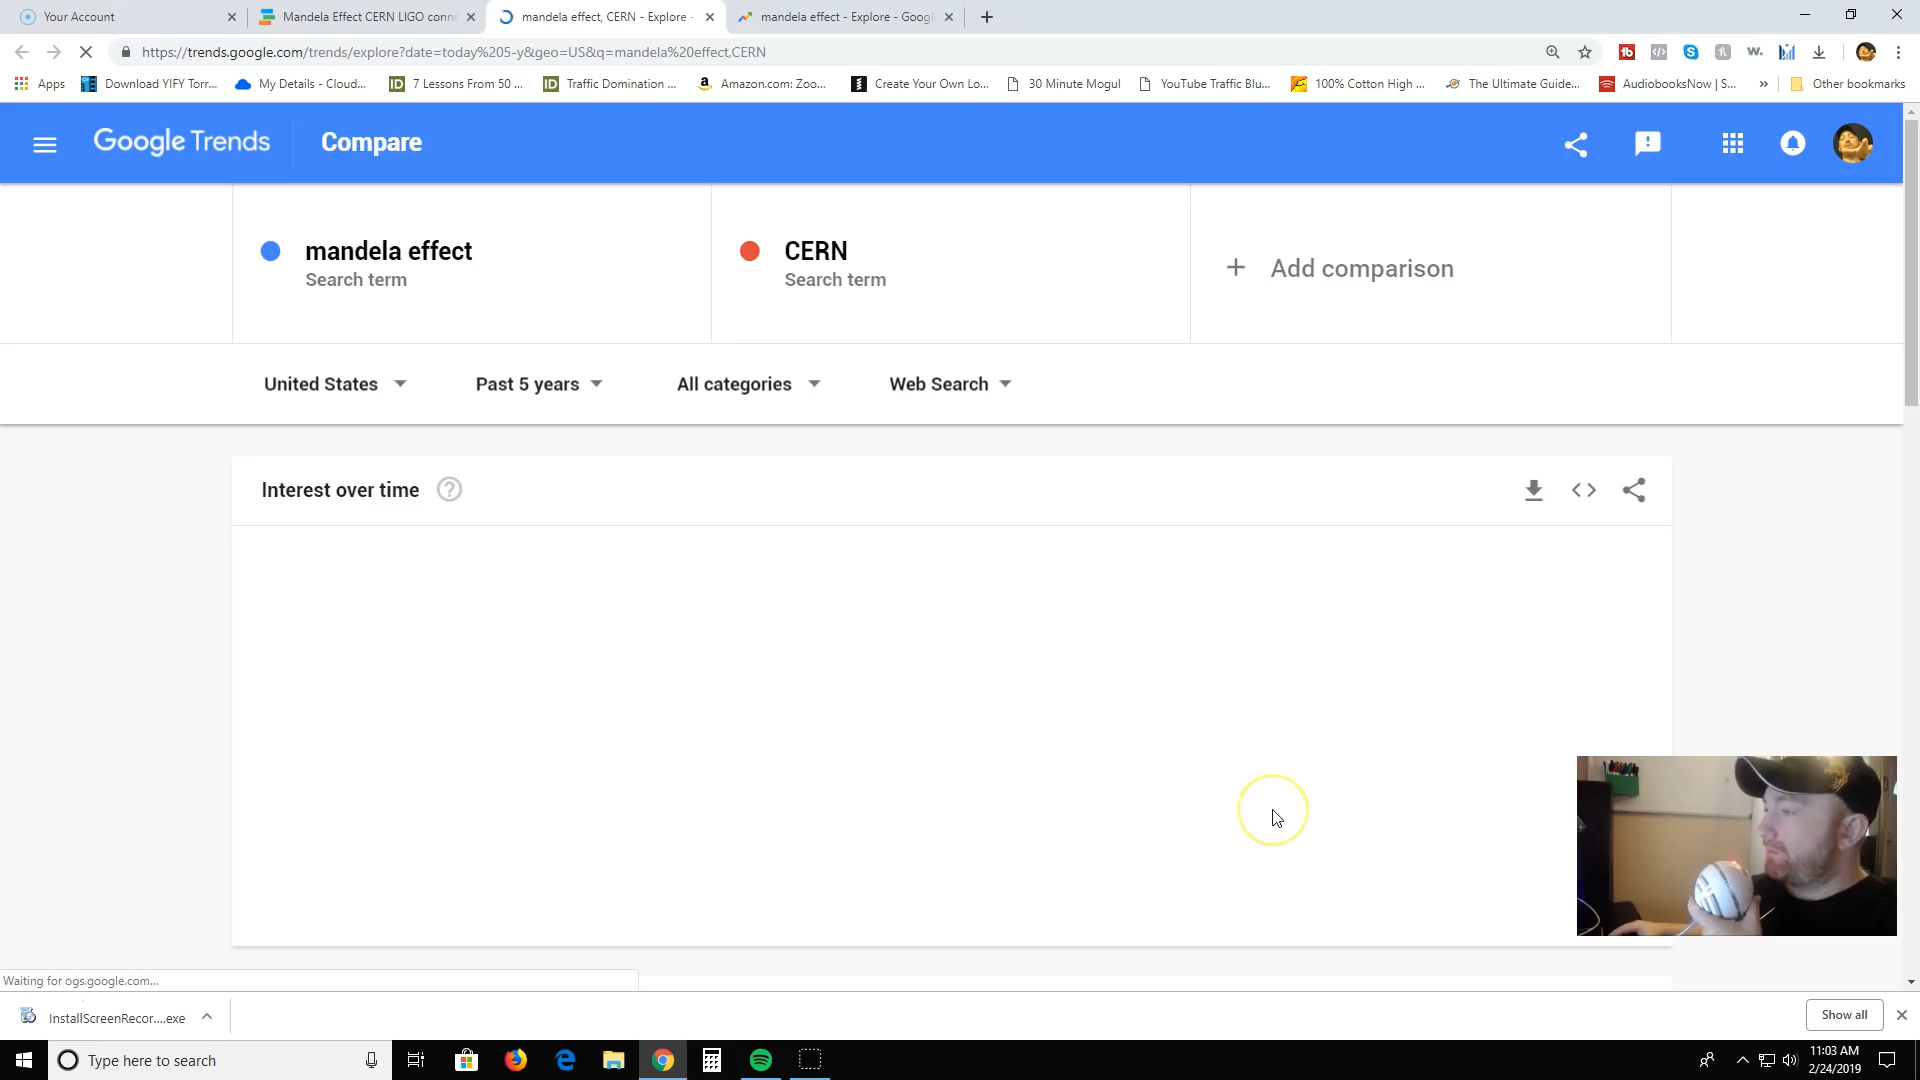 Your Account
Mandela Effect CERN LIGO conne
mandela effect, CERN - Explore -
mandela effect - Explore - Googl
https://trends.google.com/trends/explore?date=today%205-y&geo=US&q=mandela%20effect,CERN
Apps
Download YIFY Torr...
My Details - Cloud...
7 Lessons From 50 ...
Traffic Domination ...
Amazon.com: Zoo...
Create Your Own Lo...
30 Minute Mogul
YouTube Traffic Blu...
100% Cotton High ...
The Ultimate Guide...
AudiobooksNow | S...
Other bookmarks
Google Trends
Compare
mandela effect
Search term
CERN
Search term
+ Add comparison
United States
Past 5 years
All categories
Web Search
Interest over time
Waiting for ogs.google.com...
InstallScreenRecor....exe
Show all
Type here to search
11:03 AM
2/24/2019